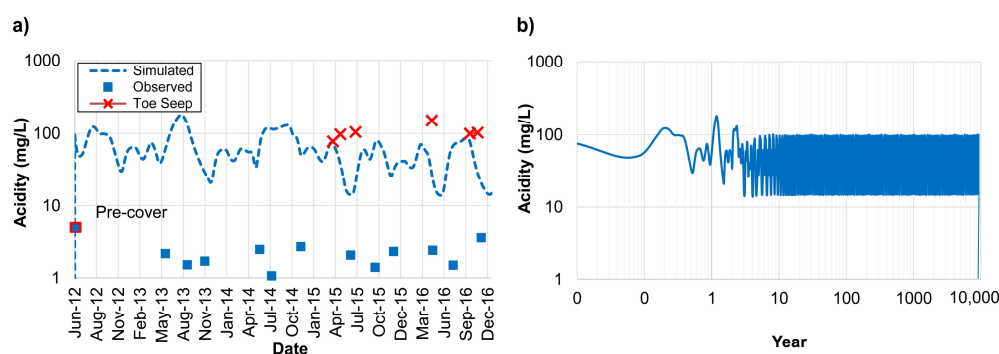 a)
1000
100
10
1
Acidity (mg/L)
Simulated
Observed
Toe Seep
Pre-cover
Jun-12
Aug-12
Nov-12
Feb-13
May-13
Aug-13
Nov-13
Jan-14
Apr-14
Jul-14
Oct-14
Jan-15
Apr-15
Jul-15
Oct-15
Dec-15
Mar-16
Jun-16
Sep-16
Dec-16
Date
b)
1000
100
10
1
Acidity (mg/L)
0 0 1 10 100 1000 10,000
Year